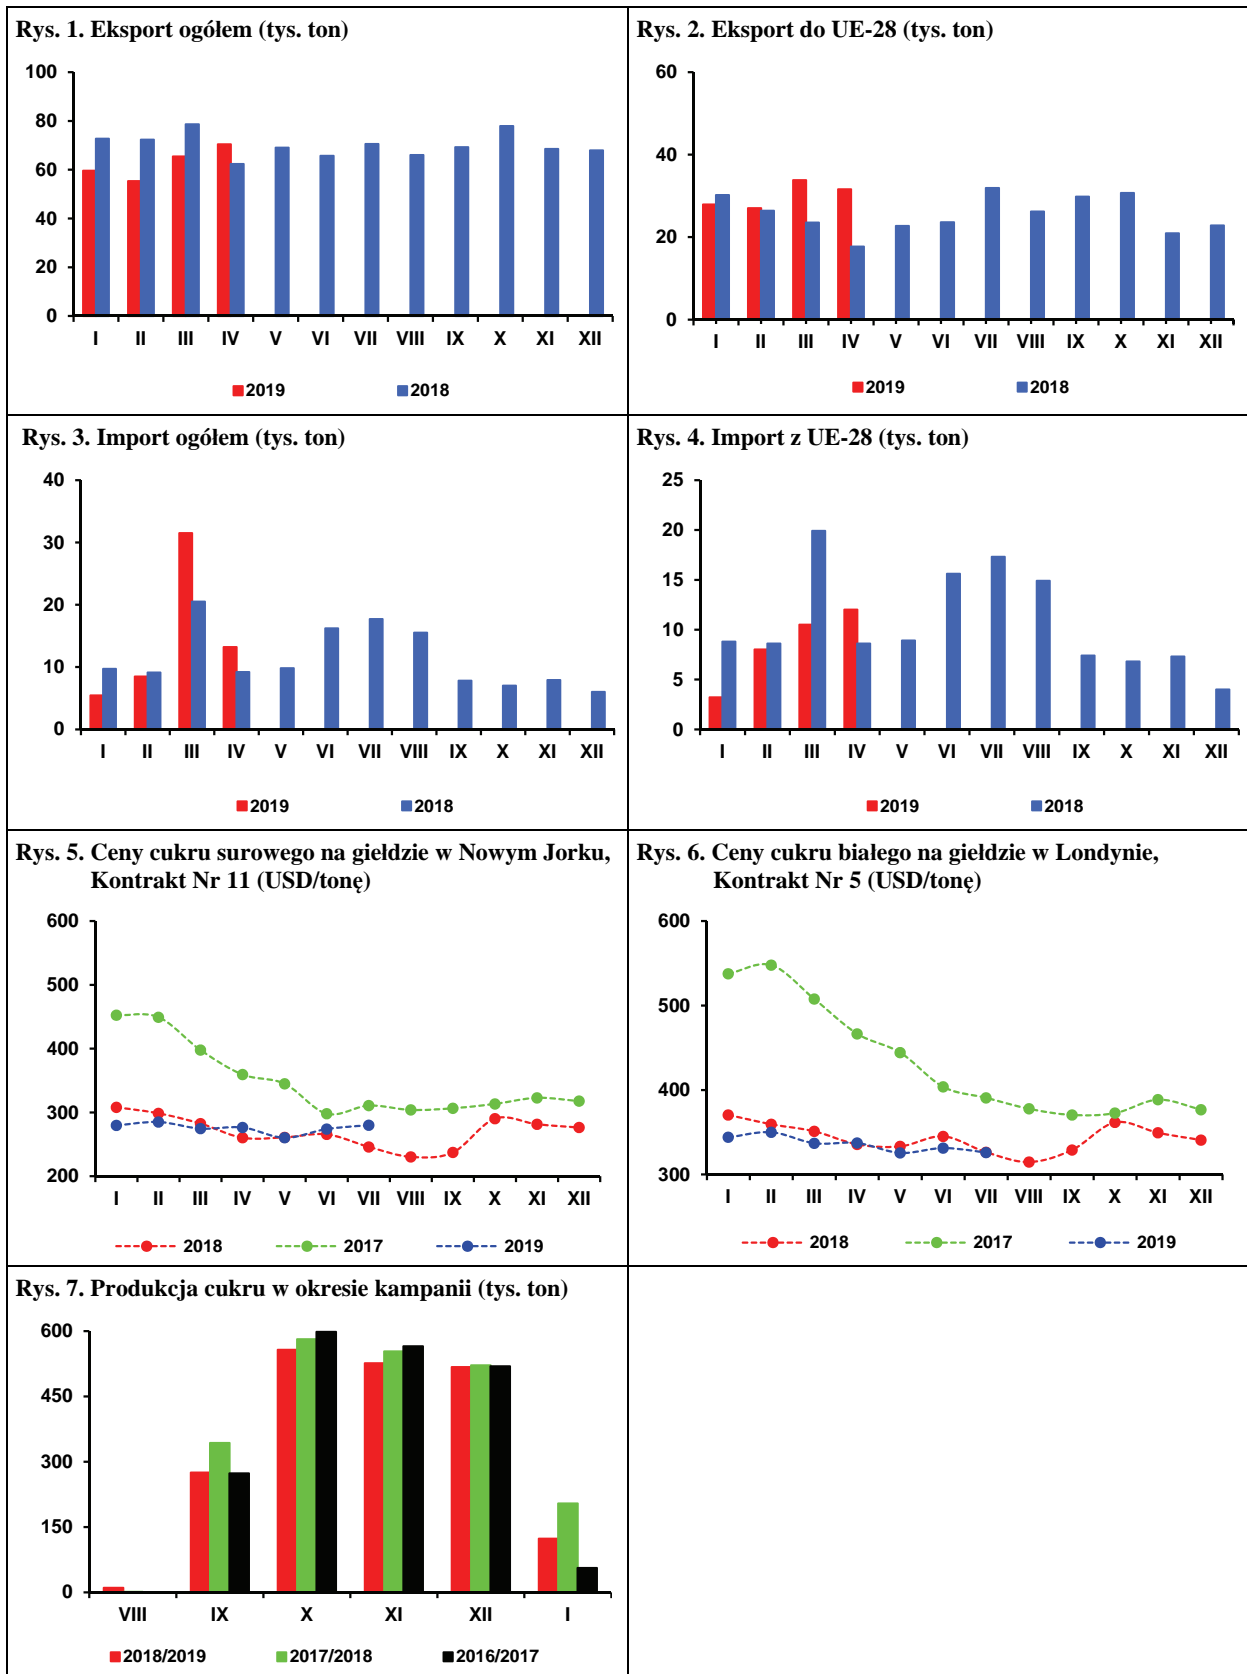 Rys. 1. Eksport ogółem (tys. ton)
100
80
60
40
20
0
I II III IV V VI VII VIII IX X XI XII
2019 2018
Rys. 2. Eksport do UE-28 (tys. ton)
60
40
20
0
I II III IV V VI VII VIII IX X XI XII
2019 2018
Rys. 3. Import ogółem (tys. ton)
40
30
20
10
0
I II III IV V VI VII VIII IX X XI XII
2019 2018
Rys. 4. Import z UE-28 (tys. ton)
25
20
15
10
5
0
I II III IV V VI VII VIII IX X XI XII
2019 2018
Rys. 5. Ceny cukru surowego na giełdzie w Nowym Jorku,
Kontrakt Nr 11 (USD/tonę)
600
500
400
300
200
I II III IV V VI VII VIII IX X XI XII
2018 2017 2019
Rys. 6. Ceny cukru białego na giełdzie w Londynie,
Kontrakt Nr 5 (USD/tonę)
600
500
400
300
I II III IV V VI VII VIII IX X XI XII
2018 2017 2019
Rys. 7. Produkcja cukru w okresie kampanii (tys. ton)
600
450
300
150
0
VIII IX X XI XII I
2018/2019 2017/2018 2016/2017